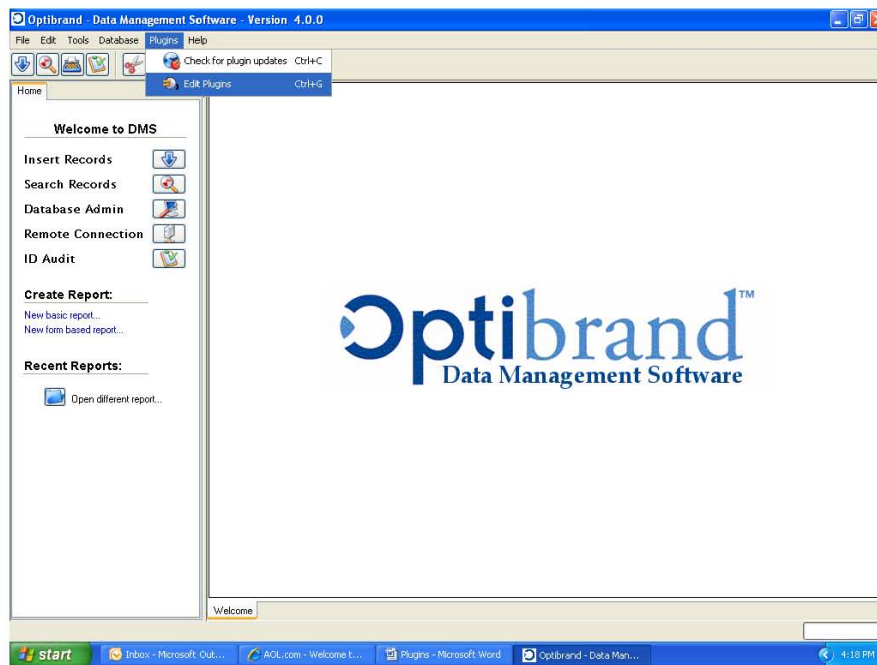 Optibrand - Data Management Software - Version 4.0.0
File Edit Tools Database Plugins Help
Check for plugin updates Ctrl+C
Edit Plugins Ctrl+G
Home
Welcome to DMS
Insert Records
Search Records
Database Admin
Remote Connection
ID Audit
Create Report:
New basic report...
New form based report...
Recent Reports:
Open different report...
Optibrand™
Data Management Software
Welcome
start Inbox - Microsoft Out... AOL.com - Welcome t... Plugins - Microsoft Word Optibrand - Data Man... 4:18 PM